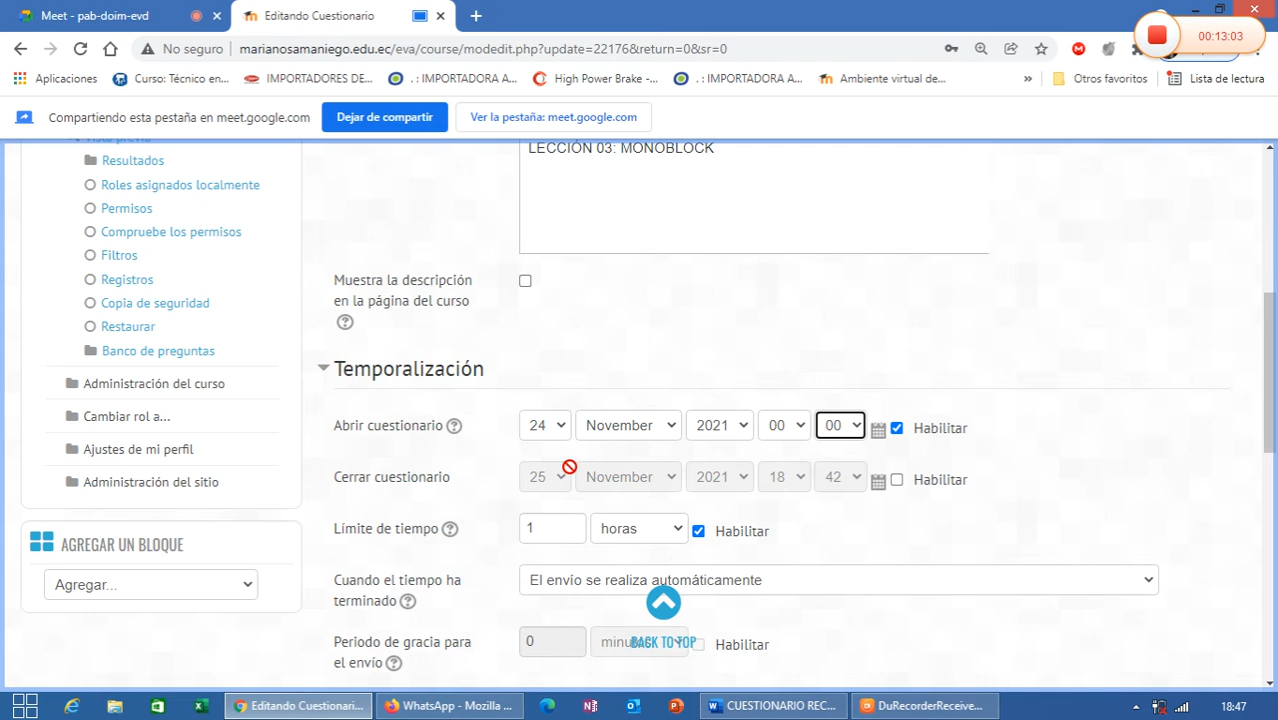 Meet - pab-doim-evd
Editando Cuestionario
00:13:03
No seguro
marianosamaniego.edu.ec/eva/course/modedit.php?update=22176&return=0&sr=0
Aplicaciones
Curso: Técnico en...
IMPORTADORES DE...
. : IMPORTADORA A...
High Power Brake -...
. : IMPORTADORA A...
Ambiente virtual de...
»
Otros favoritos
Lista de lectura
Compartiendo esta pestaña en meet.google.com
Dejar de compartir
Ver la pestaña: meet.google.com
Resultados
Roles asignados localmente
Permisos
Compruebe los permisos
Filtros
Registros
Copia de seguridad
Restaurar
Banco de preguntas
Administración del curso
Cambiar rol a...
Ajustes de mi perfil
Administración del sitio
AGREGAR UN BLOQUE
Agregar...
LECCIÓN 03: MONOBLOCK
Muestra la descripción
en la página del curso
Temporalización
Abrir cuestionario 24 November 2021 00 00 Habilitar
Cerrar cuestionario 25 November 2021 18 42 Habilitar
Límite de tiempo 1 horas Habilitar
Cuando el tiempo ha
terminado
El envío se realiza automáticamente
Periodo de gracia para
el envío
0
Habilitar
BACK TO TOP
Editando Cuestionari...
WhatsApp - Mozilla ...
CUESTIONARIO REC...
DuRecorderReceive...
18:47